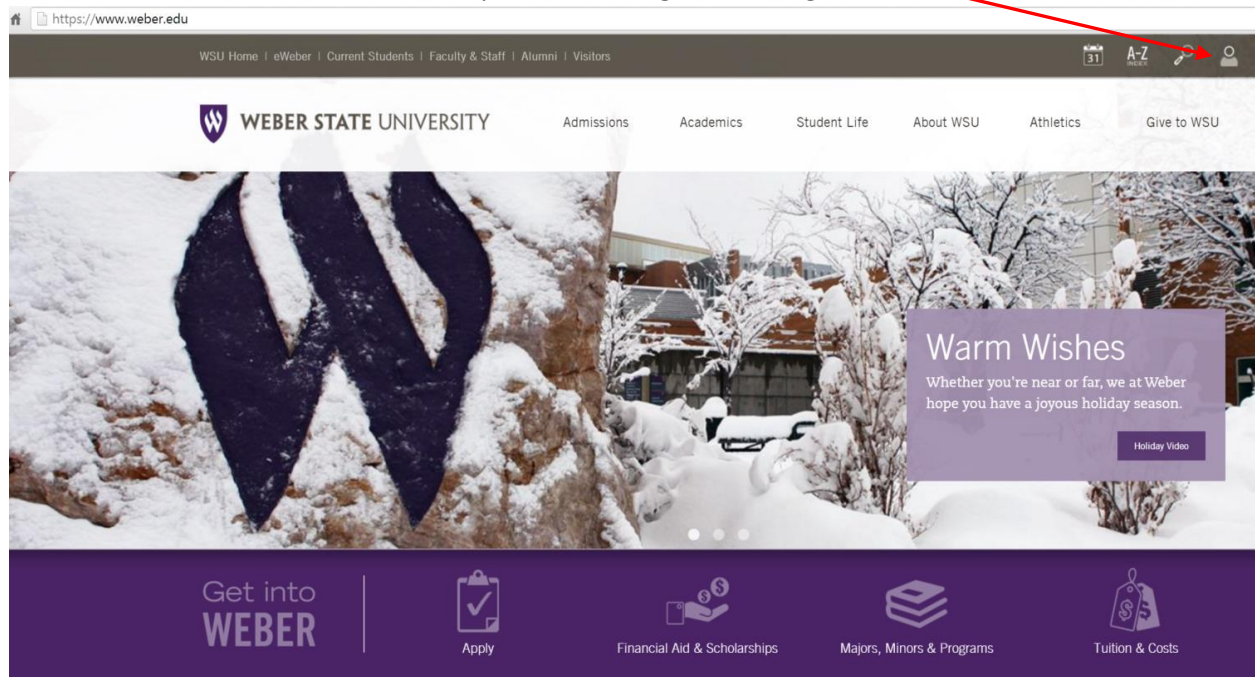 https://www.weber.edu
WSU Home | eWeber | Current Students | Faculty & Staff | Alumni | Visitors
31
A-Z
INDEX
WEBER STATE UNIVERSITY
Admissions Academics Student Life About WSU Athletics Give to WSU
Warm Wishes
Whether you're near or far, we at Weber
hope you have a joyous holiday season.
Holiday Video
Get into
WEBER
Apply
Financial Aid & Scholarships
Majors, Minors & Programs
Tuition & Costs